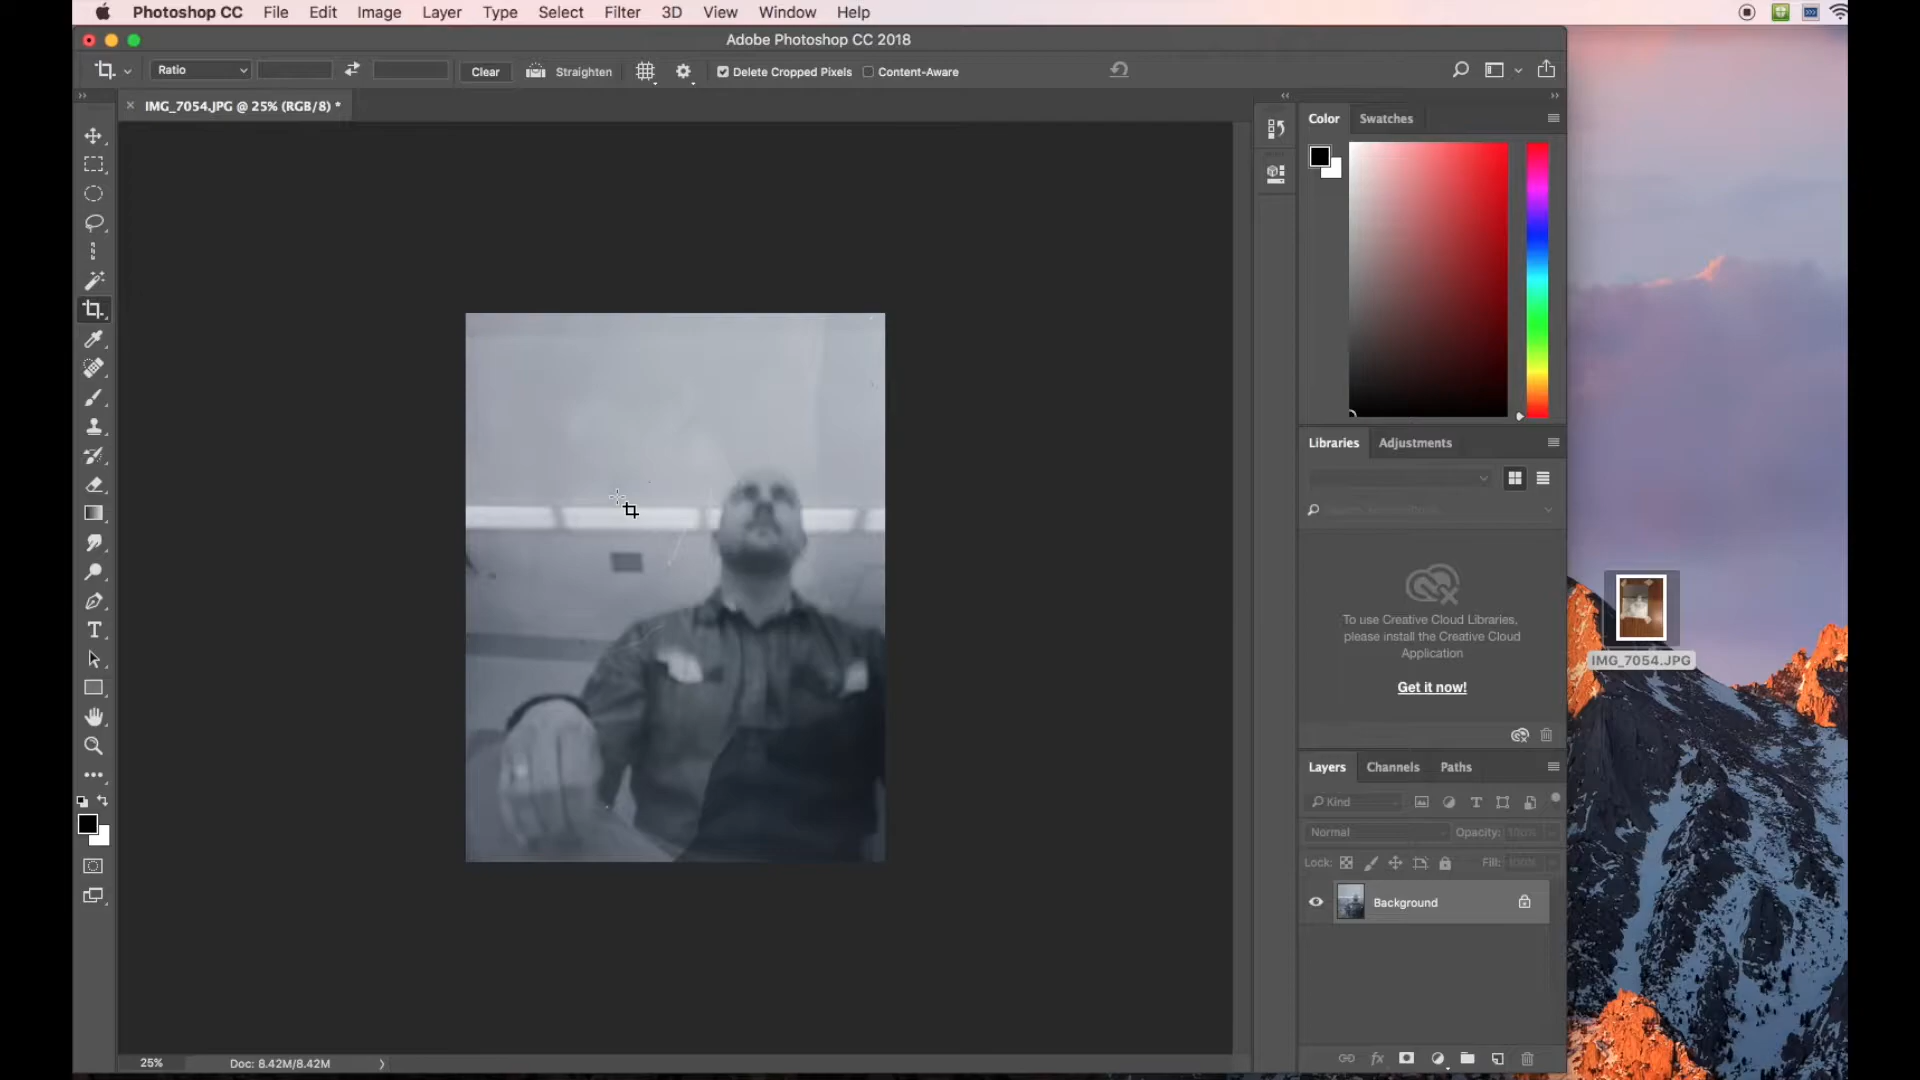 Photoshop CC File Edit Image Layer Type Select Filter 3D View Window Help
Adobe Photoshop CC 2018
Ratio Clear Straighten Delete Cropped Pixels Content-Aware
IMG_7054.JPG @ 25% (RGB/8) *
Color Swatches
Libraries Adjustments
To use Creative Cloud Libraries,
please install the Creative Cloud
Application
Get it now!
IMG_7054.JPG
Layers Channels Paths
Kind
Normal Opacity: 100%
Lock: Fill: 100%
Background
25% Doc: 8.42M/8.42M